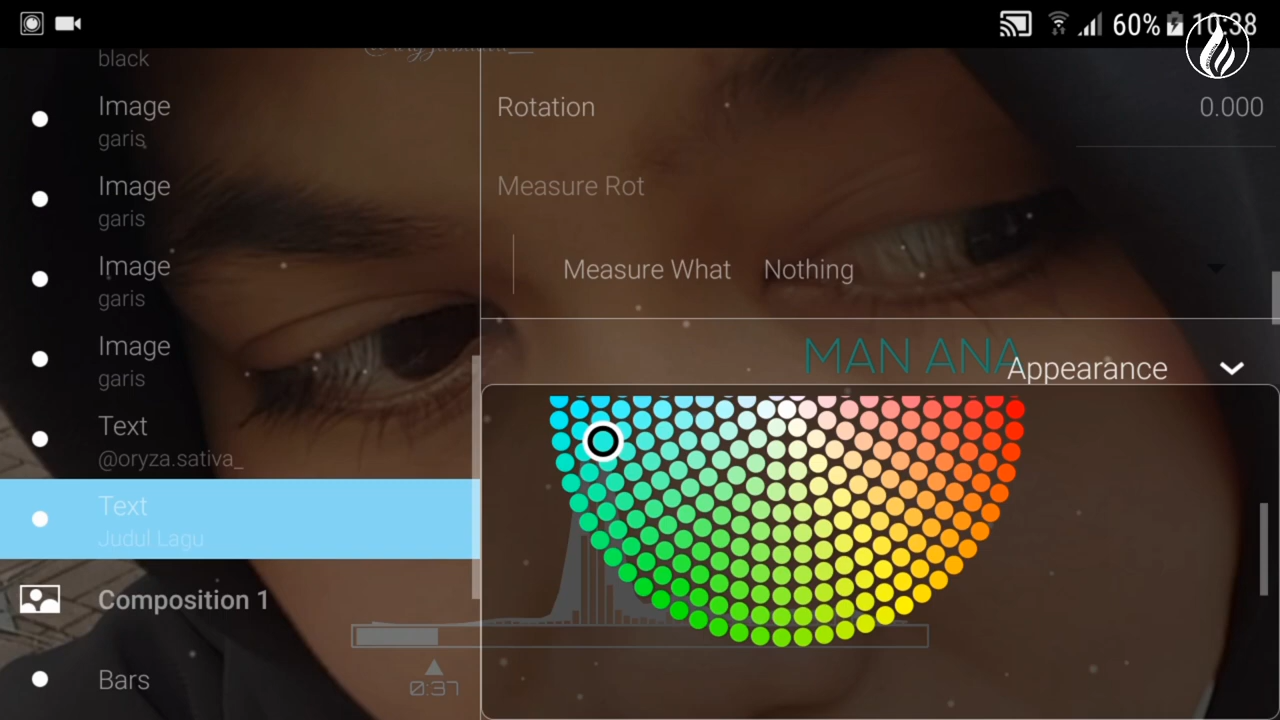 60% 10:38
black
Image
garis
Image
garis
Image
garis
Image
garis
Text
@oryza.sativa_
Text
Judul Lagu
Composition 1
Bars
Rotation
0.000
Measure Rot
Measure What
Nothing
MAN ANA
Appearance
0:37